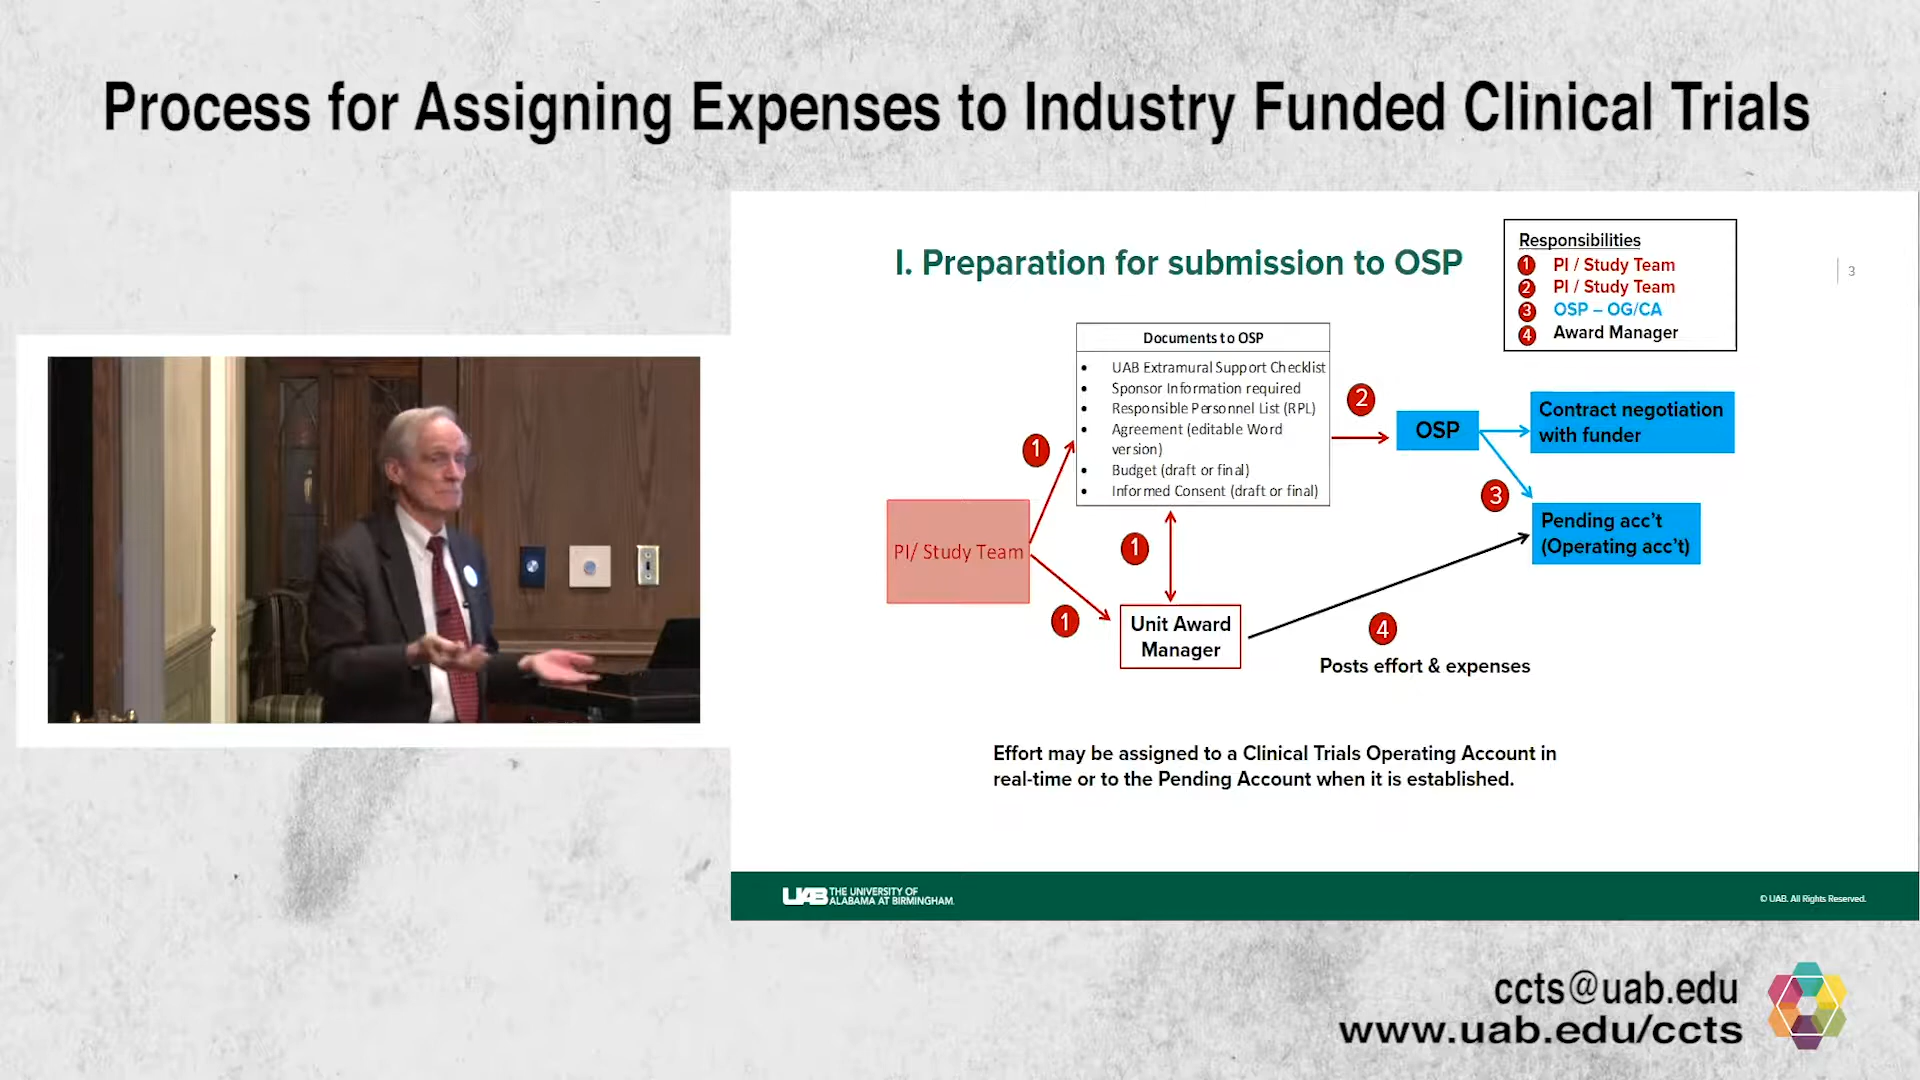 Process for Assigning Expenses to Industry Funded Clinical Trials
I. Preparation for submission to OSP
Responsibilities
1 PI / Study Team
2 PI / Study Team
3 OSP – OG/CA
4 Award Manager
3
Documents to OSP
• UAB Extramural Support Checklist
• Sponsor Information required
• Responsible Personnel List (RPL)
• Agreement (editable Word
version)
• Budget (draft or final)
• Informed Consent (draft or final)
1
2
OSP
Contract negotiation
with funder
3
Pending acc't
(Operating acc't)
PI/ Study Team
1
1
Unit Award
Manager
4
Posts effort & expenses
Effort may be assigned to a Clinical Trials Operating Account in
real-time or to the Pending Account when it is established.
UAB THE UNIVERSITY OF
ALABAMA AT BIRMINGHAM.
© UAB. All Rights Reserved.
ccts@uab.edu
www.uab.edu/ccts